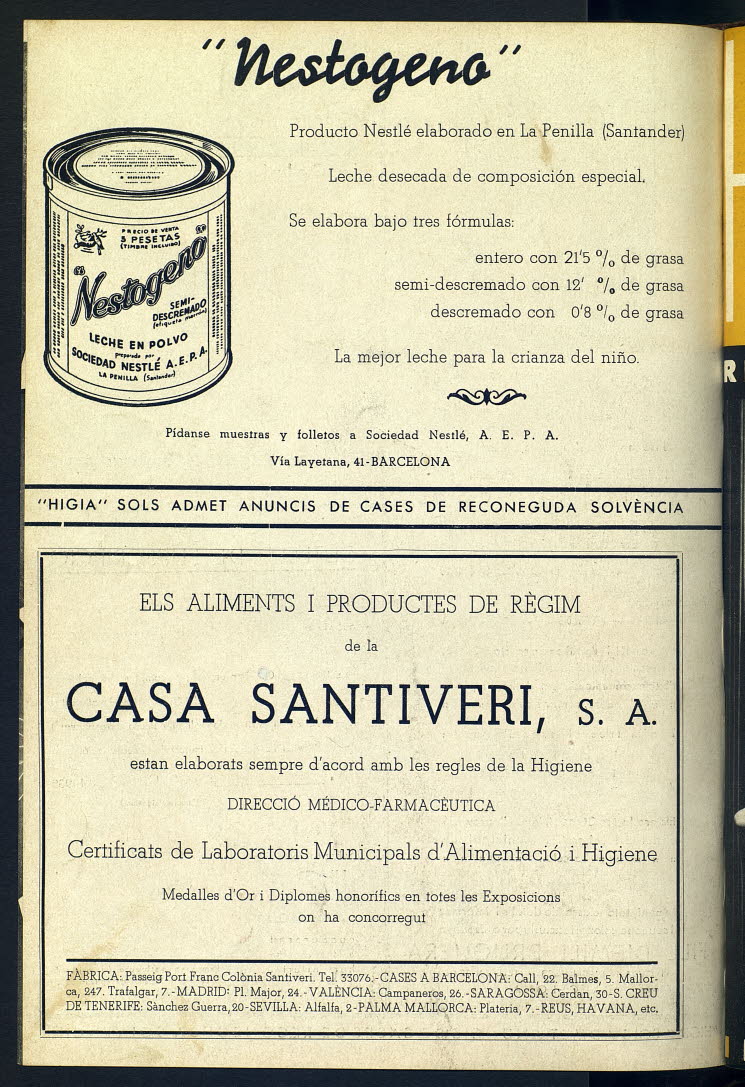 "Nestogeno"
Producto Nestlé elaborado en La Penilla (Santander)
Leche desecada de composición especial.
Se elabora bajo tres fórmulas:
entero con 21'5 % de grasa
semi-descremado con 12' % de grasa
descremado con 0'8 % de grasa
La mejor leche para la crianza del niño.
PRECIO DE VENTA
5 PESETAS
(TIMBRE INCLUIDO)
"Nestogeno"
SEMI-
DESCREMADO
(etiqueta marrón)
LECHE EN POLVO
preparada por
SOCIEDAD NESTLÉ A.E.P.A.
LA PENILLA (Santander)
Pídanse muestras y folletos a Sociedad Nestlé, A. E. P. A.
Vía Layetana, 41-BARCELONA
"HIGIA" SOLS ADMET ANUNCIS DE CASES DE RECONEGUDA SOLVÈNCIA
ELS ALIMENTS I PRODUCTES DE RÈGIM
de la
CASA SANTIVERI, S. A.
estan elaborats sempre d'acord amb les regles de la Higiene
DIRECCIÓ MÉDICO-FARMACÈUTICA
Certificats de Laboratoris Municipals d'Alimentació i Higiene
Medalles d'Or i Diplomes honorífics en totes les Exposicions
on ha concorregut
FÀBRICA: Passeig Port Franc Colònia Santiveri. Tel. 33076.-CASES A BARCELONA: Call, 22. Balmes, 5. Mallor-
ca, 247. Trafalgar, 7.-MADRID: Pl. Major, 24.-VALÈNCIA: Campaneros, 26.-SARAGOSSA: Cerdan, 30-S. CREU
DE TENERIFE: Sànchez Guerra, 20-SEVILLA: Alfalfa, 2-PALMA MALLORCA: Plateria, 7.-REUS, HAVANA, etc.
R